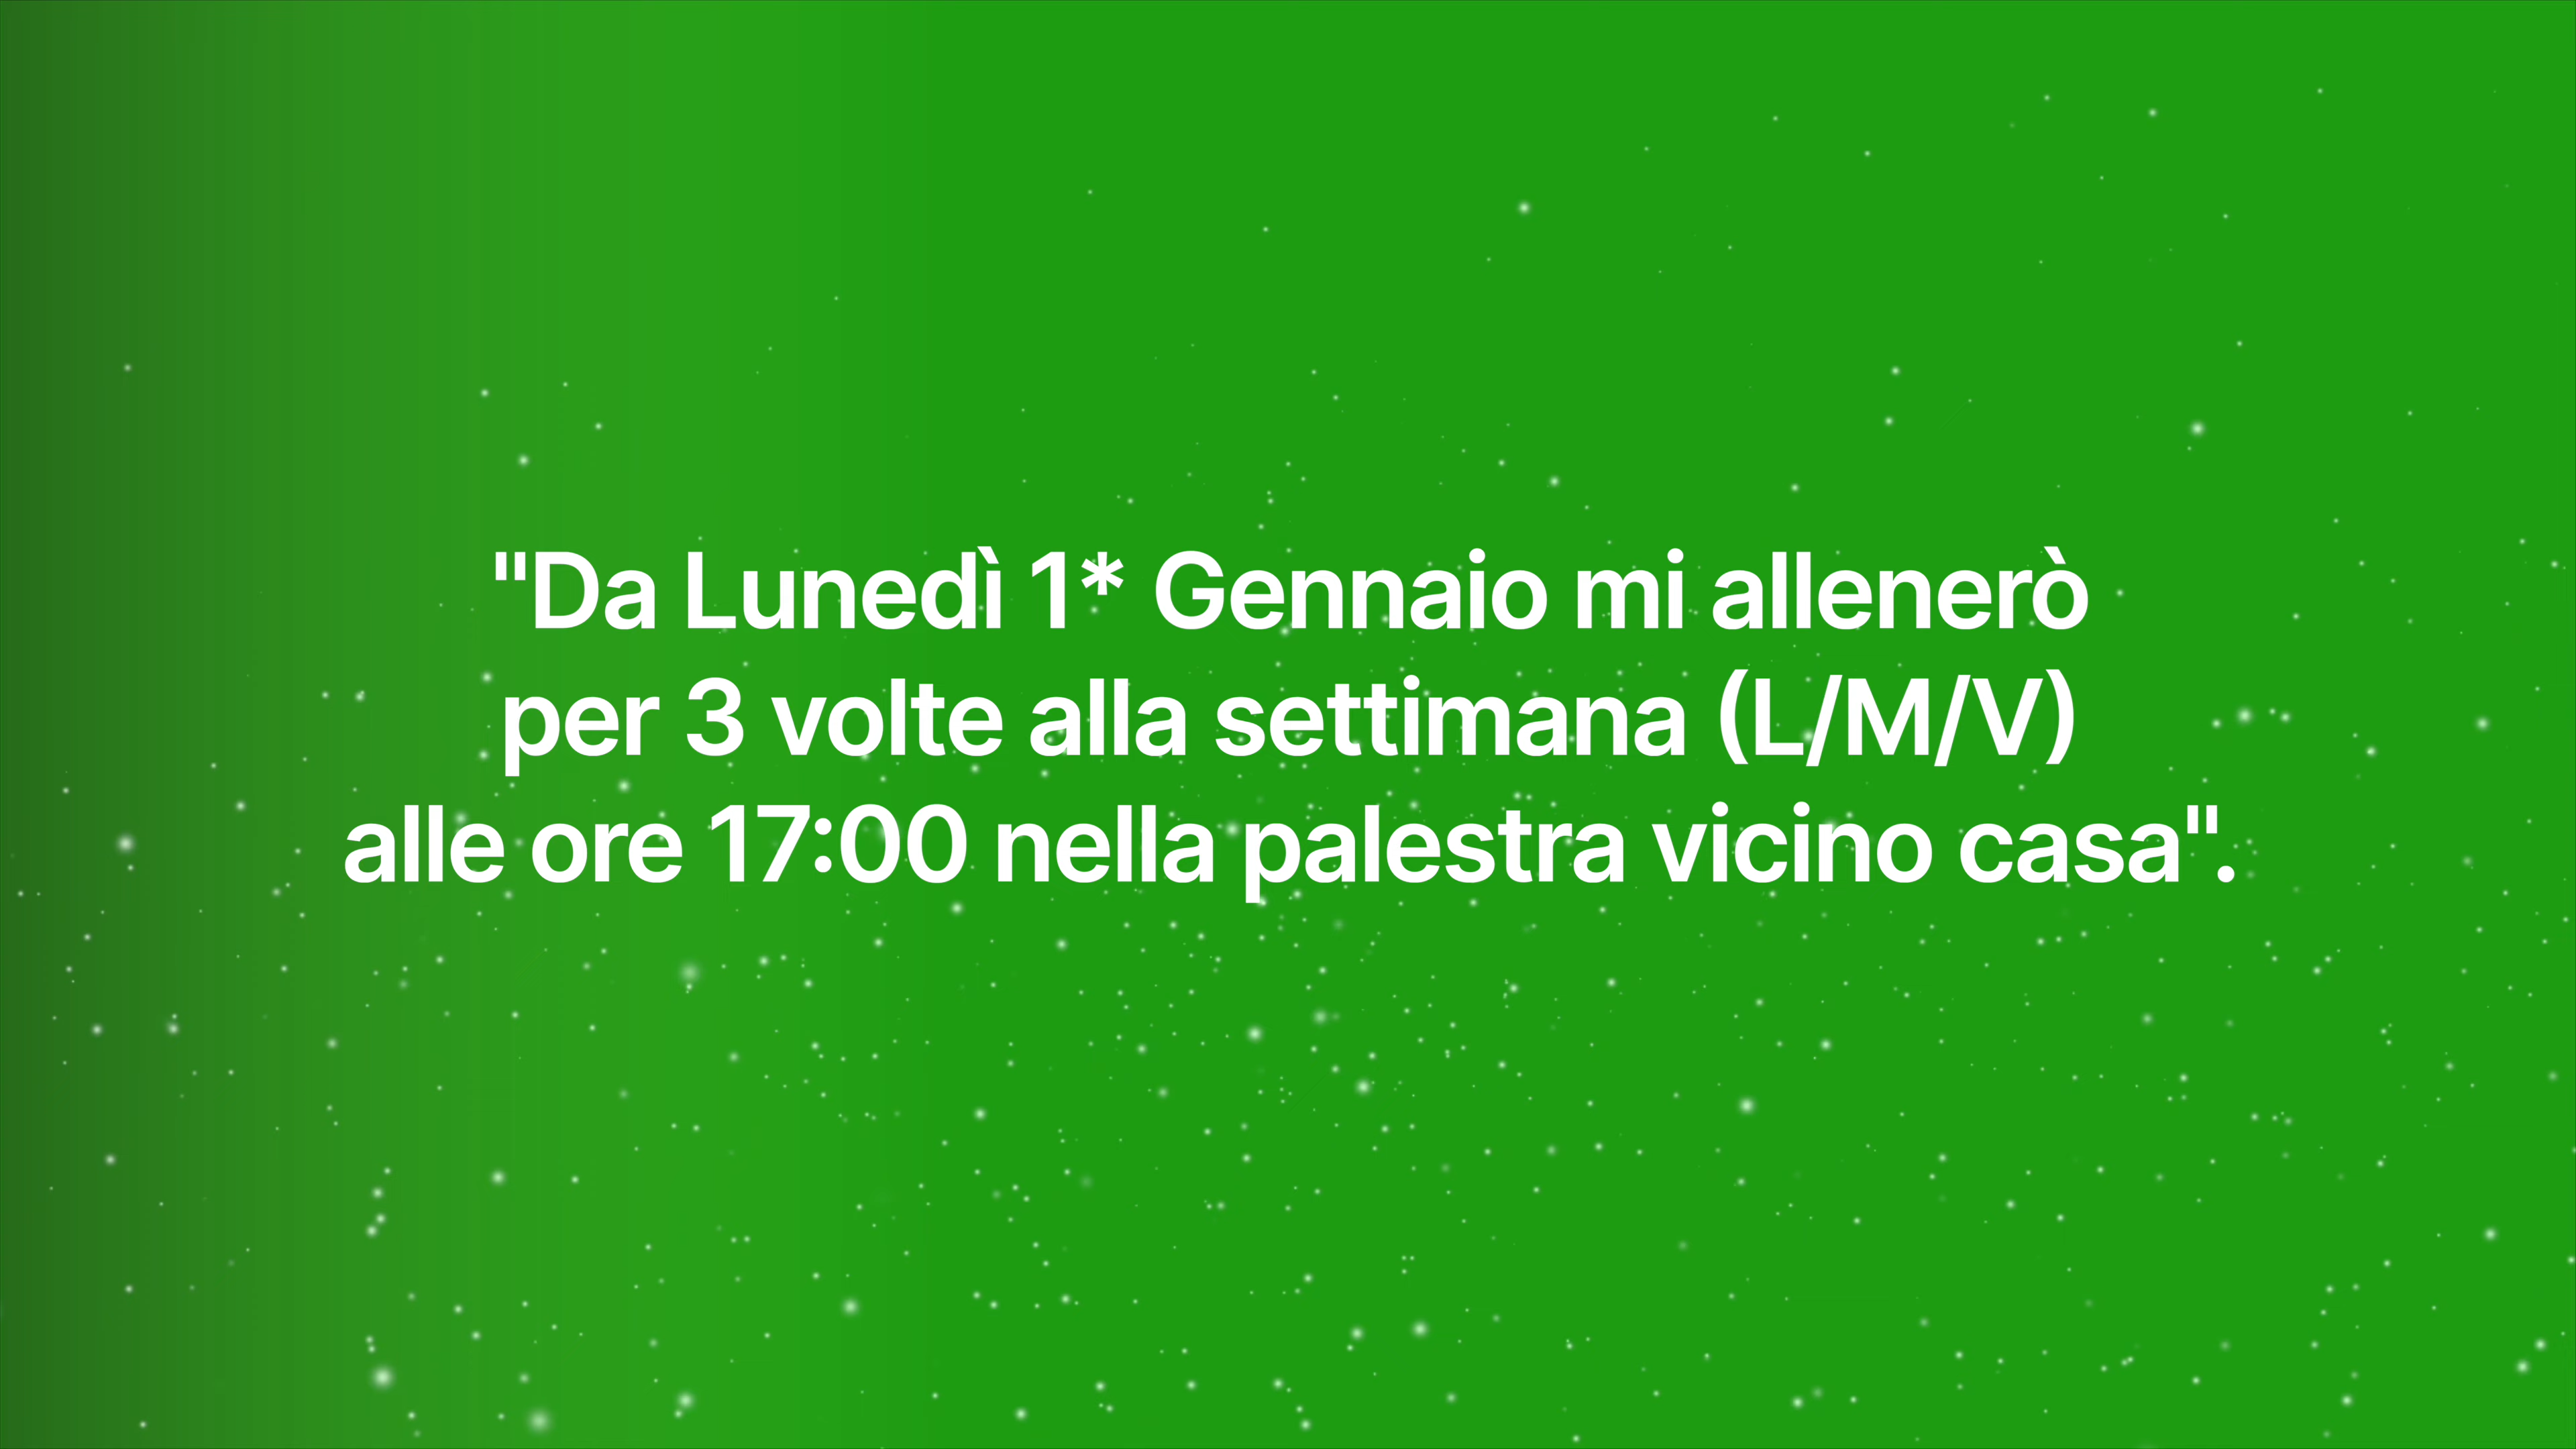 "Da Lunedì 1* Gennaio mi allenerò
per 3 volte alla settimana (L/M/V)
alle ore 17:00 nella palestra vicino casa".